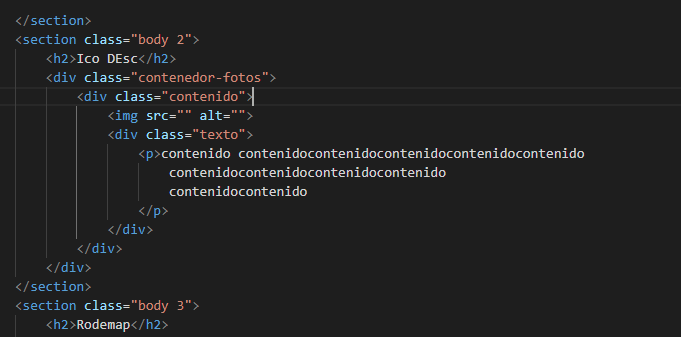 </section>
<section class="body 2">
<h2>Ico DEsc</h2>
<div class="contenedor-fotos">
<div class="contenido">
<img src="" alt="">
<div class="texto">
<p>contenido contenidocontenidocontenidocontenidocontenido
contenidocontenidocontenidocontenido
contenidocontenido
</p>
</div>
</div>
</div>
</section>
<section class="body 3">
<h2>Rodemap</h2>